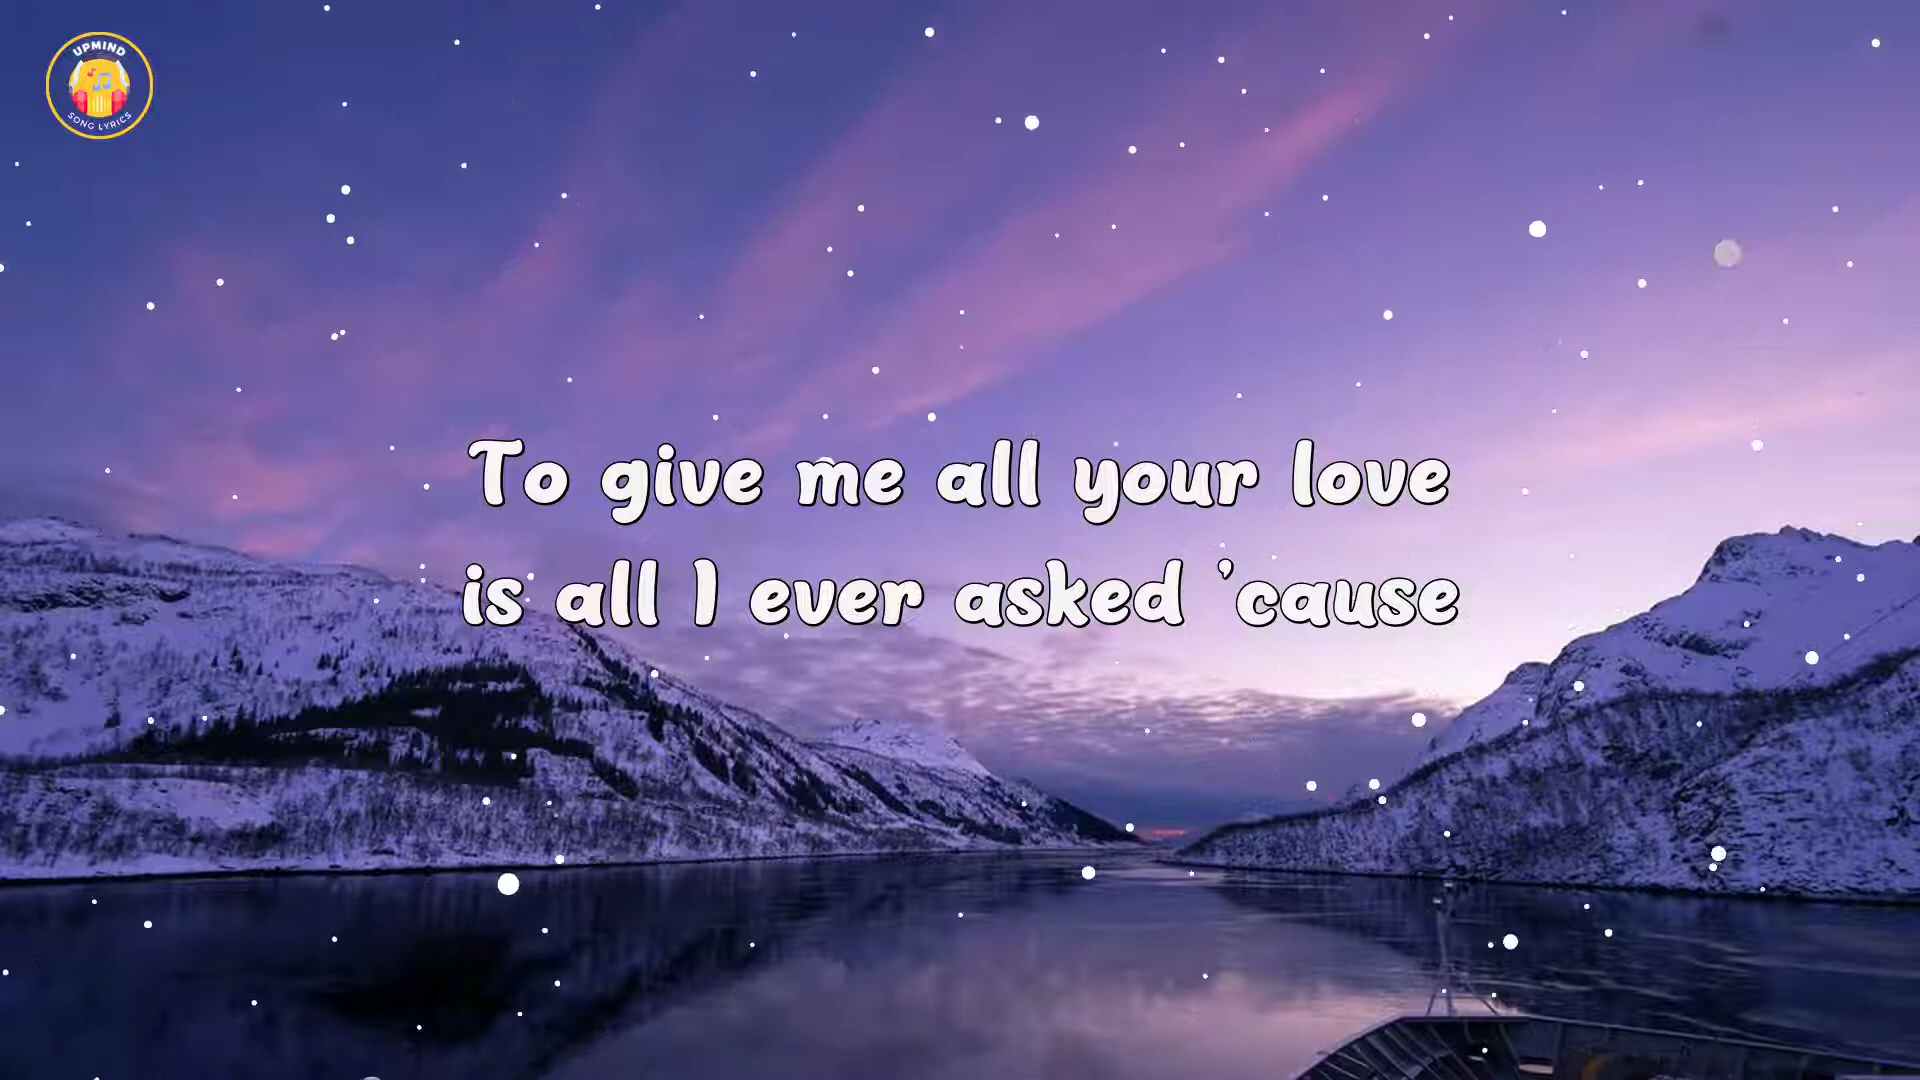 UPMIND
SONG LYRICS
To give me all your love
is all I ever asked 'cause